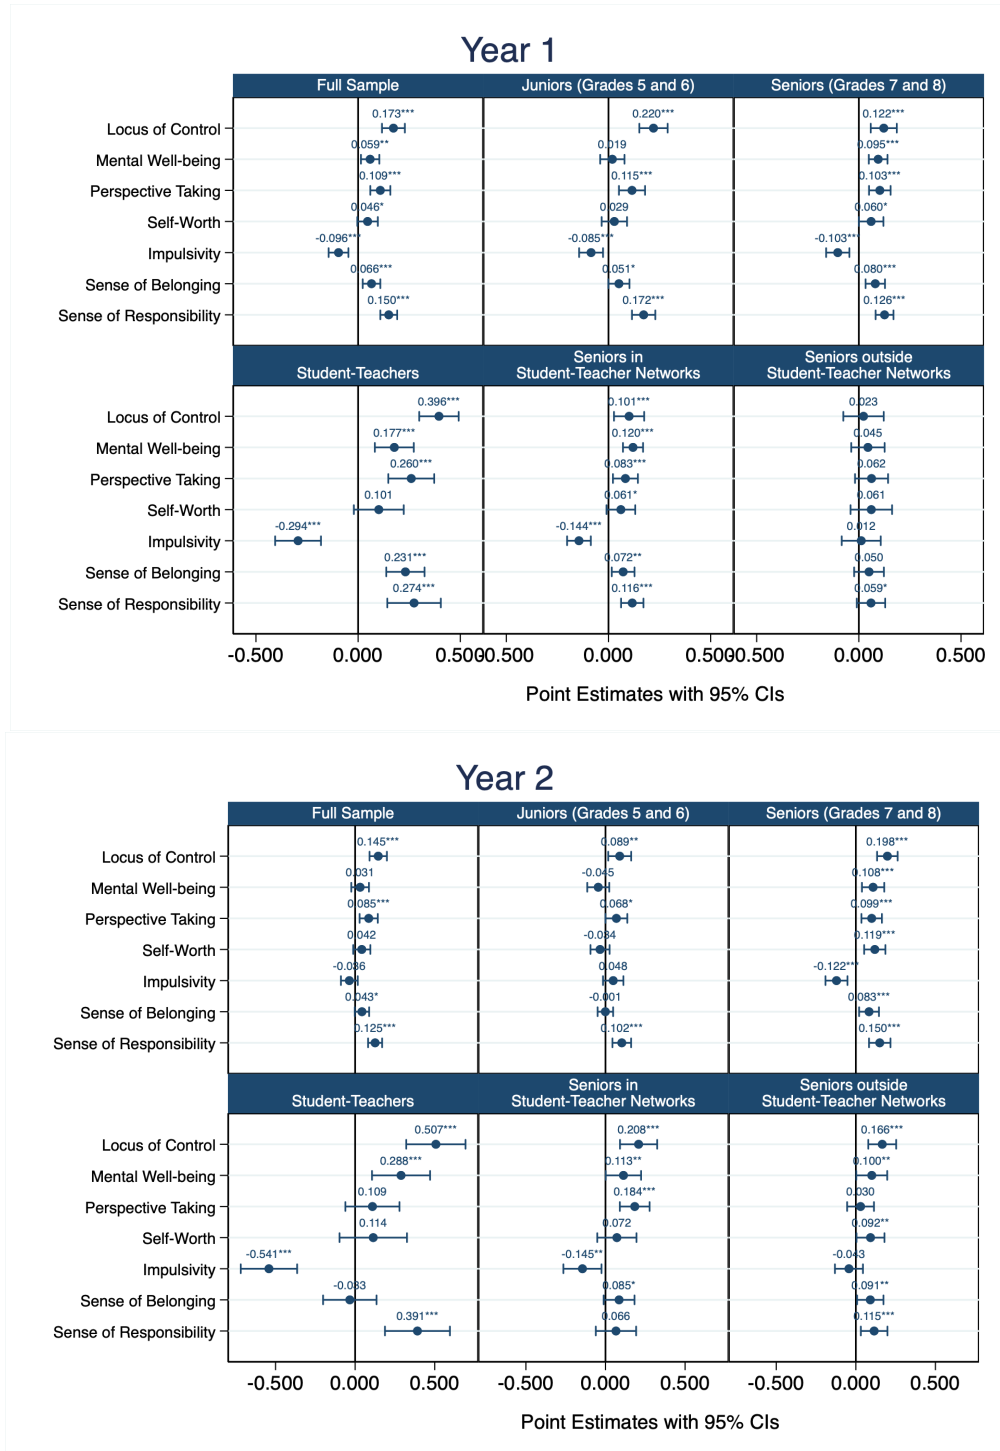 Year 1
Full Sample
Juniors (Grades 5 and 6)
Seniors (Grades 7 and 8)
Locus of Control
0.173***
0.220***
0.122***
Mental Well-being
0.059**
0.019
0.095***
Perspective Taking
0.109***
0.115***
0.103***
Self-Worth
0.046*
0.029
0.060*
Impulsivity
-0.096***
-0.085***
-0.103***
Sense of Belonging
0.066***
0.051*
0.080***
Sense of Responsibility
0.150***
0.172***
0.126***
Student-Teachers
Seniors in
Student-Teacher Networks
Seniors outside
Student-Teacher Networks
Locus of Control
0.396***
0.101***
0.023
Mental Well-being
0.177***
0.120***
0.045
Perspective Taking
0.260***
0.083***
0.062
Self-Worth
0.101
0.061*
0.061
Impulsivity
-0.294***
-0.144***
0.012
Sense of Belonging
0.231***
0.072**
0.050
Sense of Responsibility
0.274***
0.116***
0.059*
-0.500
0.000
0.500
-0.500
0.000
0.500
-0.500
0.000
0.500
Point Estimates with 95% CIs
Year 2
Full Sample
Juniors (Grades 5 and 6)
Seniors (Grades 7 and 8)
Locus of Control
0.145***
0.089**
0.198***
Mental Well-being
0.031
-0.045
0.108***
Perspective Taking
0.085***
0.068*
0.099***
Self-Worth
0.042
-0.034
0.119***
Impulsivity
-0.036
0.048
-0.122***
Sense of Belonging
0.043*
-0.001
0.083***
Sense of Responsibility
0.125***
0.102***
0.150***
Student-Teachers
Seniors in
Student-Teacher Networks
Seniors outside
Student-Teacher Networks
Locus of Control
0.507***
0.208***
0.166***
Mental Well-being
0.288***
0.113**
0.100**
Perspective Taking
0.109
0.184***
0.030
Self-Worth
0.114
0.072
0.092**
Impulsivity
-0.541***
-0.145**
-0.043
Sense of Belonging
-0.033
0.085*
0.091**
Sense of Responsibility
0.391***
0.066
0.115***
-0.500
0.000
0.500
-0.500
0.000
0.500
-0.500
0.000
0.500
Point Estimates with 95% CIs